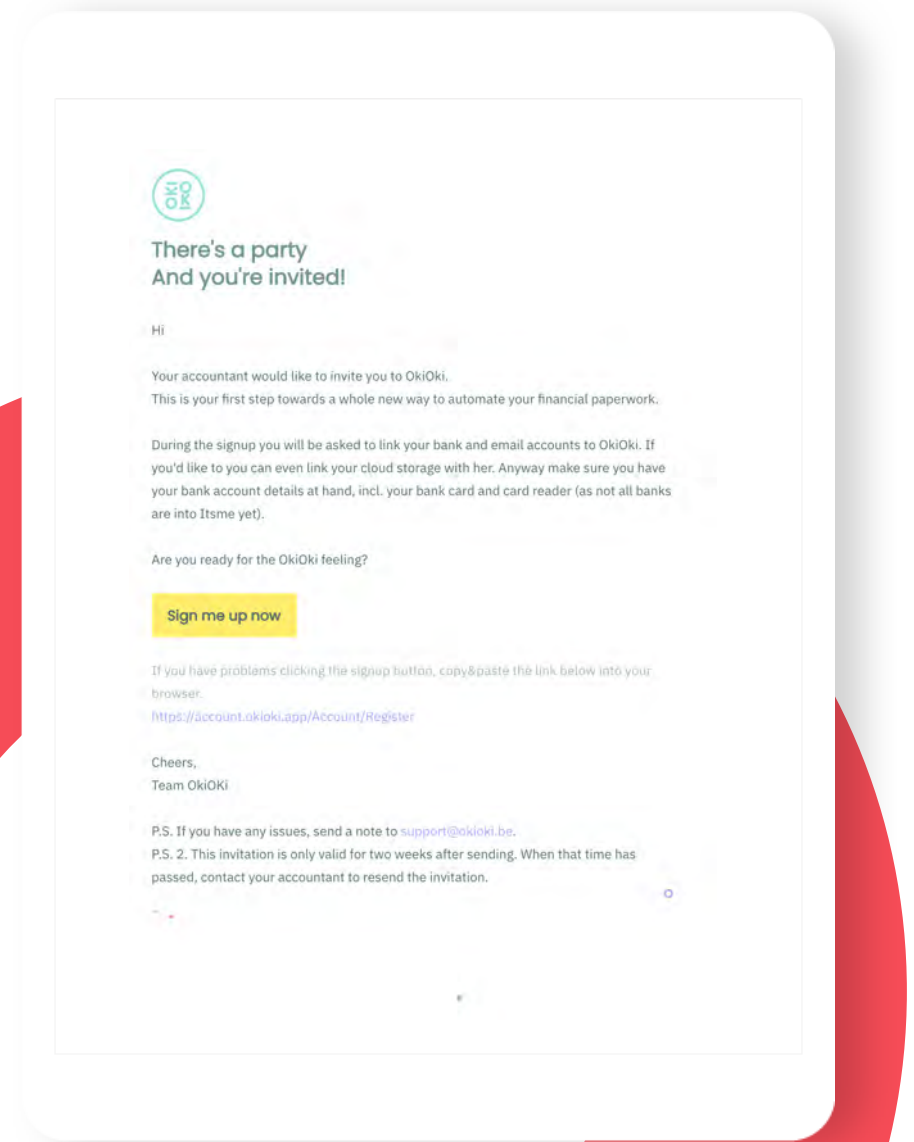 KI OKI O
There's a party
And you're invited!
Hi
Your accountant would like to invite you to OkiOki.
This is your first step towards a whole new way to automate your financial paperwork.
During the signup you will be asked to link your bank and email accounts to OkiOki. If
you'd like to you can even link your cloud storage with her. Anyway make sure you have
your bank account details at hand, incl. your bank card and card reader (as not all banks
are into Itsme yet).
Are you ready for the OkiOki feeling?
Sign me up now
If you have problems clicking the signup button, copy&paste the link below into your
browser.
https://account.okioki.app/Account/Register
Cheers,
Team OkiOKi
P.S. If you have any issues, send a note to support@okioki.be.
P.S. 2. This invitation is only valid for two weeks after sending. When that time has
passed, contact your accountant to resend the invitation.